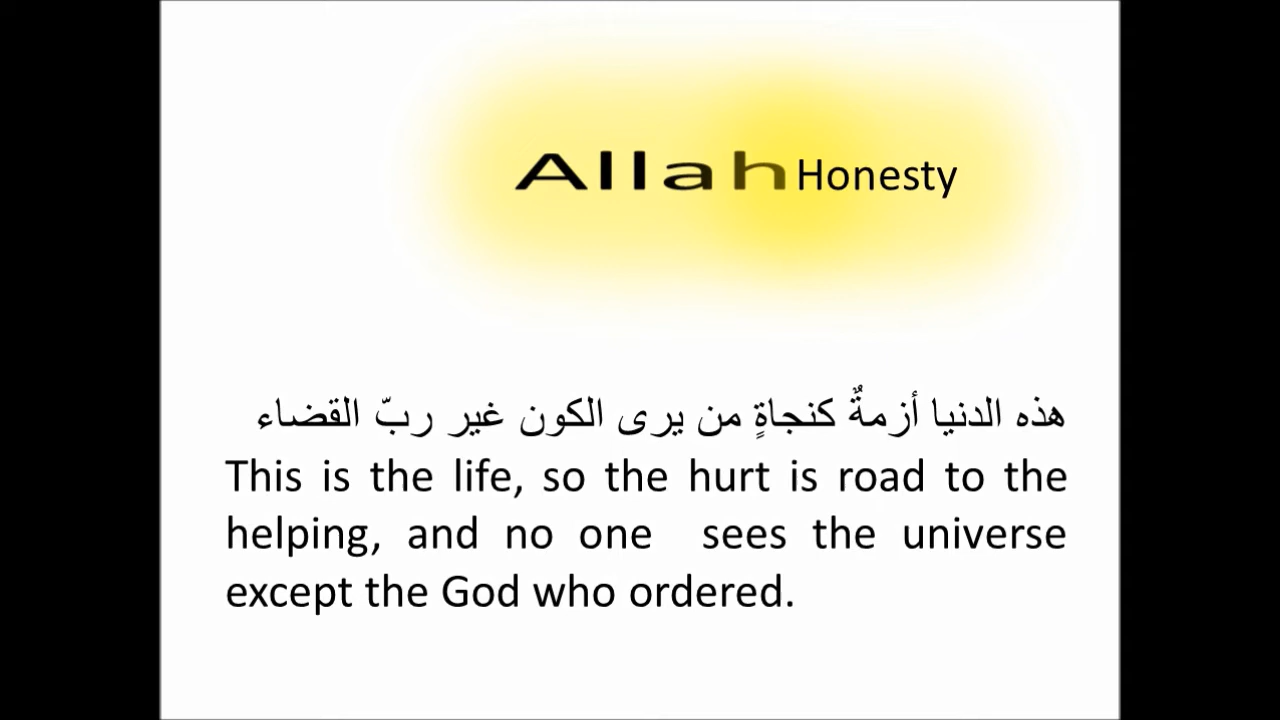 Allah Honesty
هذه الدنيا أزمةٌ كنجاةٍ من يرى الكون غير ربّ القضاء
This is the life, so the hurt is road to the
helping, and no one sees the universe
except the God who ordered.